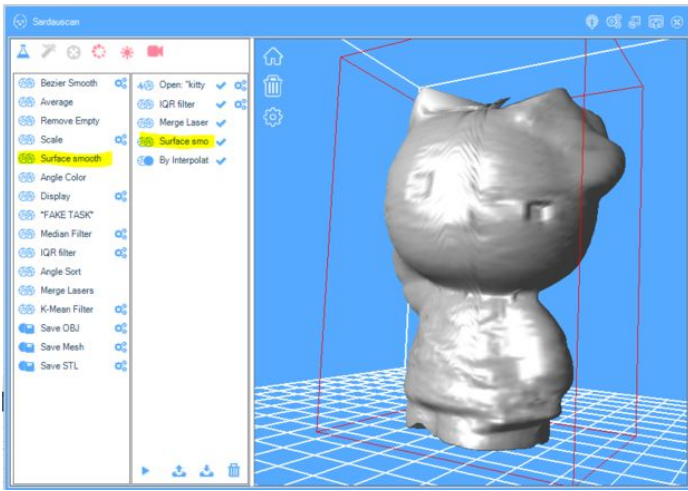 Sardauscan
Bezier Smooth
Average
Remove Empty
Scale
Surface smooth
Angle Color
Display
"FAKE TASK"
Median Filter
IQR filter
Angle Sort
Merge Lasers
K-Mean Filter
Save OBJ
Save Mesh
Save STL
Open: "kitty
IQR filter
Merge Laser
Surface smo
By Interpolat